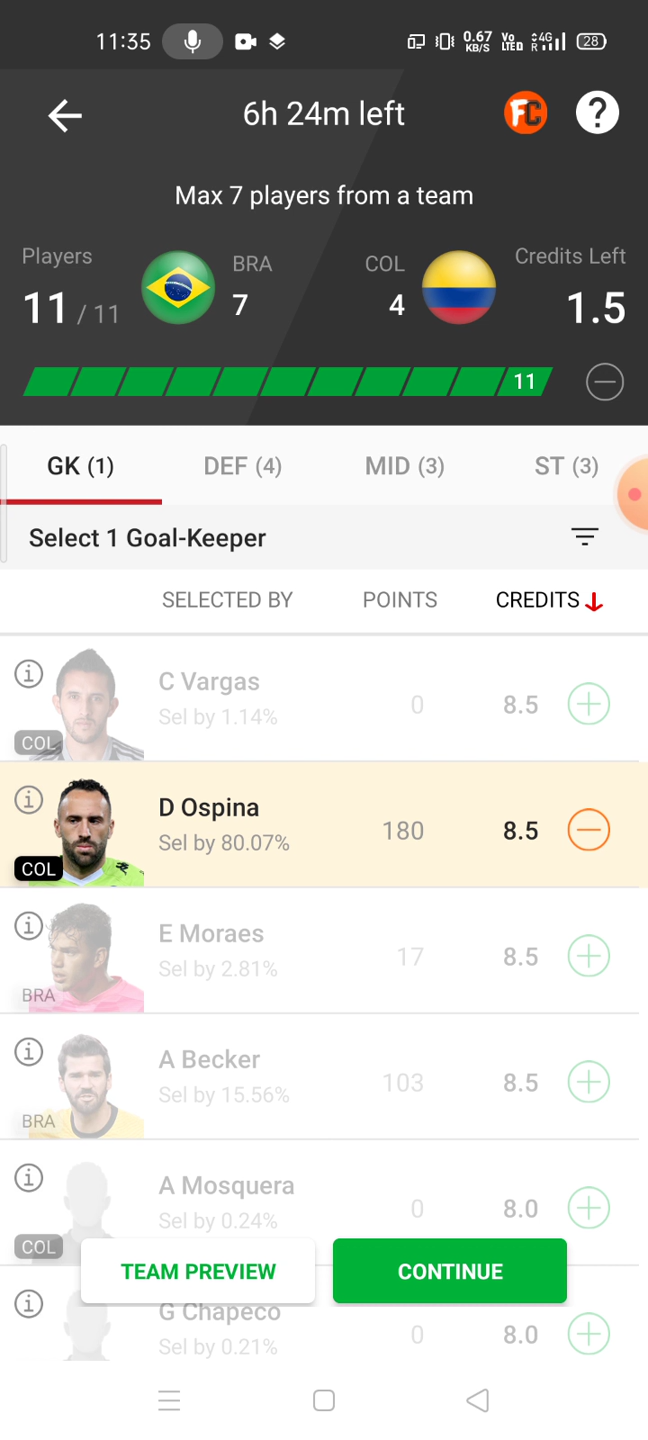 11:35
0.67 KB/S
Vo LTED
4G R
28
6h 24m left
FC
?
Max 7 players from a team
Players
BRA
COL
Credits Left
11 / 11
7
4
1.5
11
GK (1)
DEF (4)
MID (3)
ST (3)
Select 1 Goal-Keeper
SELECTED BY
POINTS
CREDITS
C Vargas
Sel by 1.14%
0
8.5
COL
D Ospina
Sel by 80.07%
180
8.5
COL
E Moraes
Sel by 2.81%
17
8.5
BRA
A Becker
Sel by 15.56%
103
8.5
BRA
A Mosquera
Sel by 0.24%
0
8.0
COL
TEAM PREVIEW
CONTINUE
G Chapeco
Sel by 0.21%
0
8.0